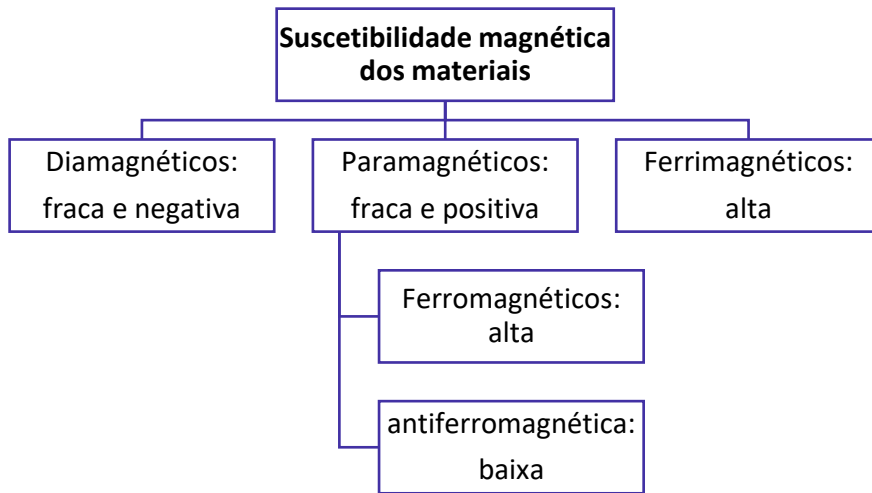 Suscetibilidade magnética
dos materiais
Diamagnéticos:
fraca e negativa
Paramagnéticos:
fraca e positiva
Ferrimagnéticos:
alta
Ferromagnéticos:
alta
antiferromagnética:
baixa